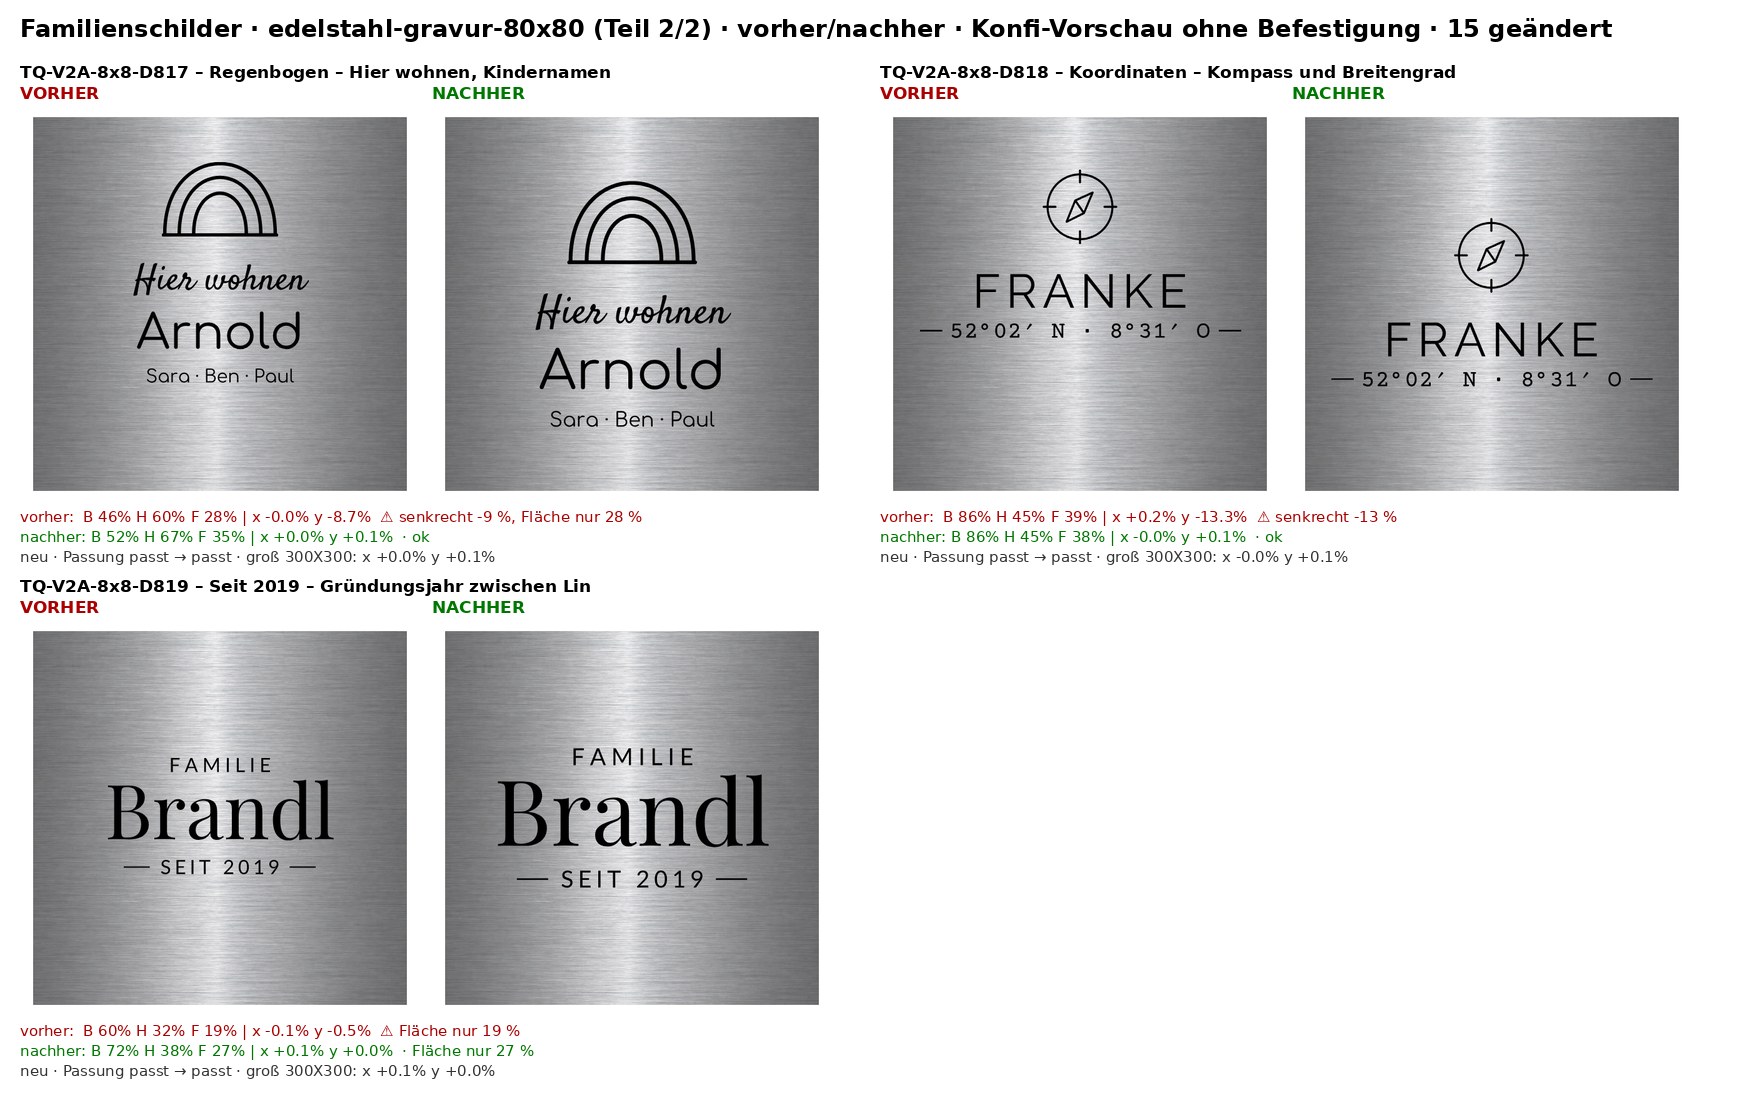 Familienschilder · edelstahl-gravur-80x80 (Teil 2/2) · vorher/nachher · Konfi-Vorschau ohne Befestigung · 15 geändert
TQ-V2A-8x8-D817 – Regenbogen – Hier wohnen, Kindernamen
VORHER
NACHHER
Hier wohnen
Arnold
Sara · Ben · Paul
Hier wohnen
Arnold
Sara · Ben · Paul
vorher: B 46% H 60% F 28% | x -0.0% y -8.7% ⚠ senkrecht -9 %, Fläche nur 28 %
nachher: B 52% H 67% F 35% | x +0.0% y +0.1% · ok
neu · Passung passt → passt · groß 300X300: x +0.0% y +0.1%
TQ-V2A-8x8-D818 – Koordinaten – Kompass und Breitengrad
VORHER
NACHHER
FRANKE
— 52°02′ N · 8°31′ O —
FRANKE
— 52°02′ N · 8°31′ O —
vorher: B 86% H 45% F 39% | x +0.2% y -13.3% ⚠ senkrecht -13 %
nachher: B 86% H 45% F 38% | x -0.0% y +0.1% · ok
neu · Passung passt → passt · groß 300X300: x -0.0% y +0.1%
TQ-V2A-8x8-D819 – Seit 2019 – Gründungsjahr zwischen Lin
VORHER
NACHHER
FAMILIE
Brandl
— SEIT 2019 —
FAMILIE
Brandl
— SEIT 2019 —
vorher: B 60% H 32% F 19% | x -0.1% y -0.5% ⚠ Fläche nur 19 %
nachher: B 72% H 38% F 27% | x +0.1% y +0.0% · Fläche nur 27 %
neu · Passung passt → passt · groß 300X300: x +0.1% y +0.0%